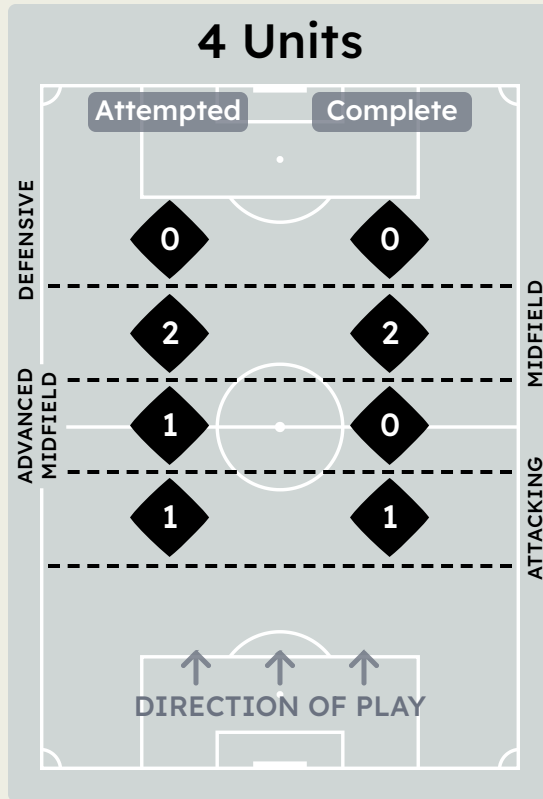 4 Units
Attempted Complete
DEFENSIVE
0 0
MIDFIELD
2 2
ADVANCED
MIDFIELD
1 0
ATTACKING
1 1
DIRECTION OF PLAY